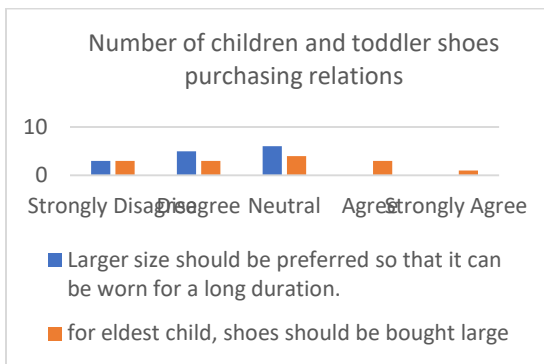 Number of children and toddler shoes
purchasing relations
10
0
Strongly Disagree Disagree Neutral Agree Strongly Agree
Larger size should be preferred so that it can
be worn for a long duration.
for eldest child, shoes should be bought large